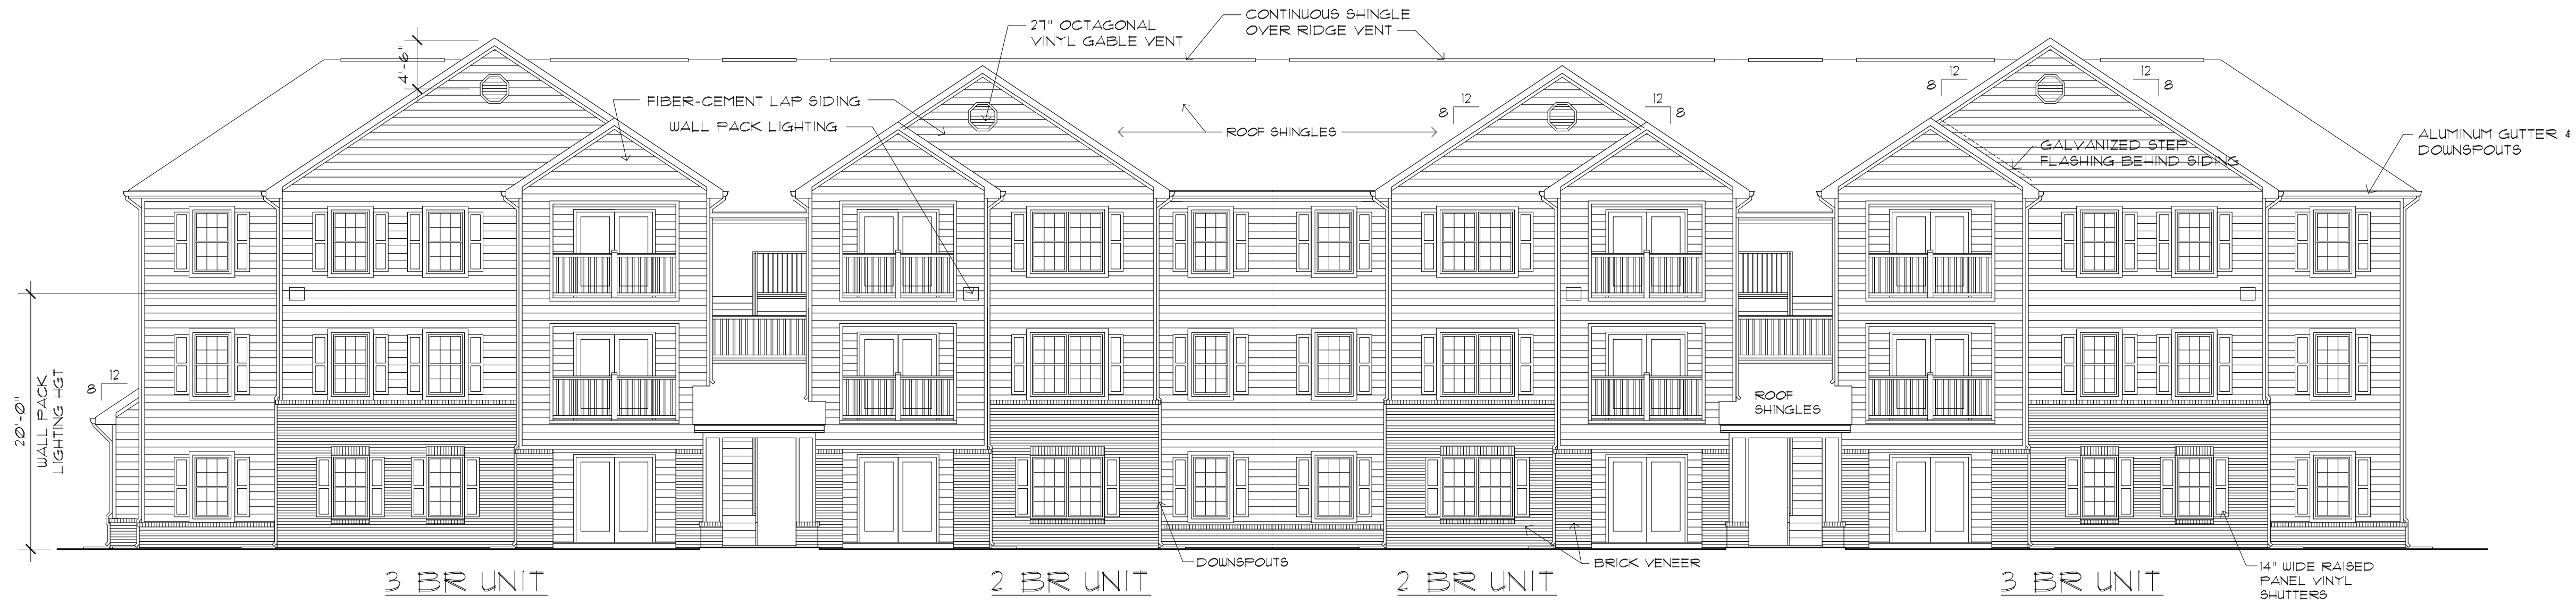 CONTINUOUS SHINGLE
OVER RIDGE VENT
27" OCTAGONAL
VINYL GABLE VENT
4'-6"
FIBER-CEMENT LAP SIDING
WALL PACK LIGHTING
ROOF SHINGLES
12
8
12
8
12
8
12
8
GALVANIZED STEP
FLASHING BEHIND SIDING
ALUMINUM GUTTER &
DOWNSPOUTS
12
8
20'-0"
WALL PACK
LIGHTING HGT
ROOF
SHINGLES
DOWNSPOUTS
BRICK VENEER
14" WIDE RAISED
PANEL VINYL
SHUTTERS
3 BR UNIT
2 BR UNIT
2 BR UNIT
3 BR UNIT